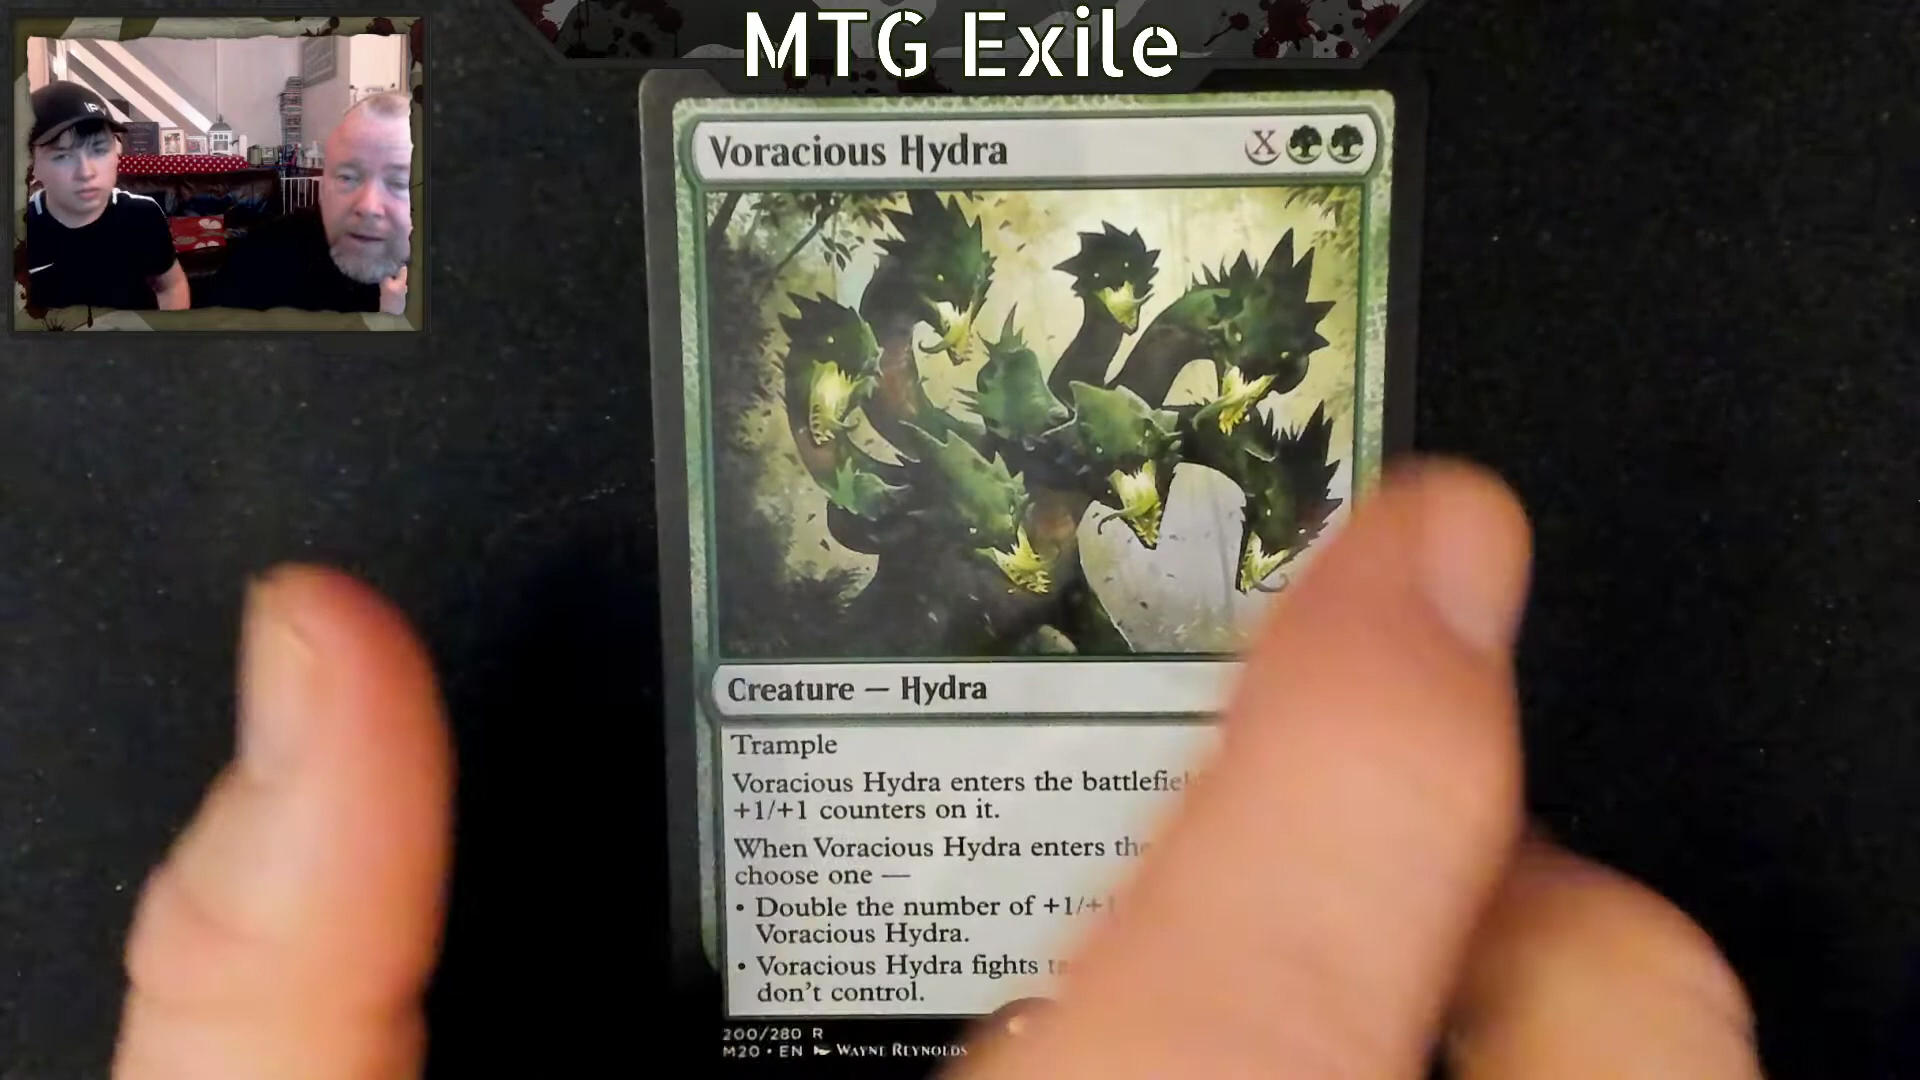 MTG Exile
Voracious Hydra X
Creature — Hydra
Trample
Voracious Hydra enters the
+1/+1 counters on it.
When Voracious Hydra enters
choose one —
• Double the number of +1/+1
Voracious Hydra.
• Voracious Hydra fights
don't control.
200/280 R
M20 • EN WAYNE REYNOLDS